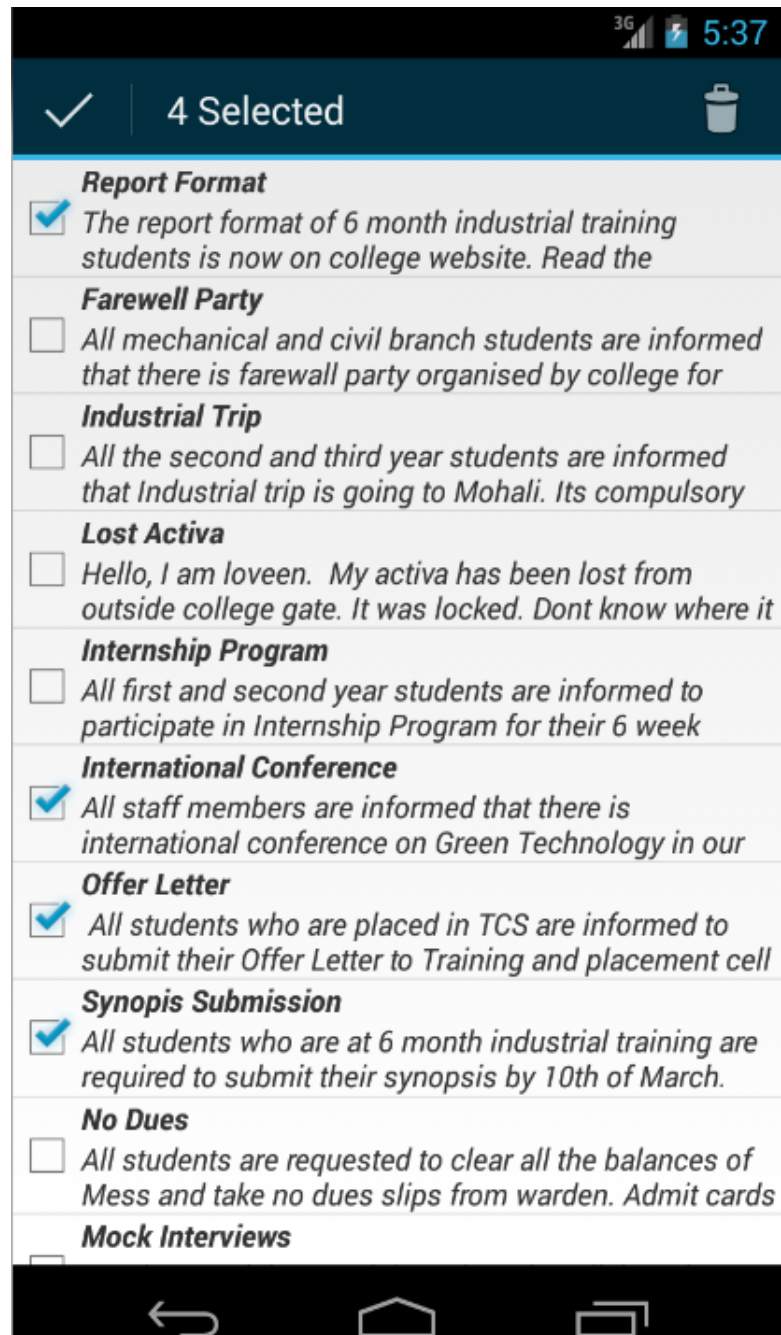 3G 5:37
4 Selected
Report Format
The report format of 6 month industrial training
students is now on college website. Read the
Farewell Party
All mechanical and civil branch students are informed
that there is farewall party organised by college for
Industrial Trip
All the second and third year students are informed
that Industrial trip is going to Mohali. Its compulsory
Lost Activa
Hello, I am loveen.  My activa has been lost from
outside college gate. It was locked. Dont know where it
Internship Program
All first and second year students are informed to
participate in Internship Program for their 6 week
International Conference
All staff members are informed that there is
international conference on Green Technology in our
Offer Letter
All students who are placed in TCS are informed to
submit their Offer Letter to Training and placement cell
Synopis Submission
All students who are at 6 month industrial training are
required to submit their synopsis by 10th of March.
No Dues
All students are requested to clear all the balances of
Mess and take no dues slips from warden. Admit cards
Mock Interviews